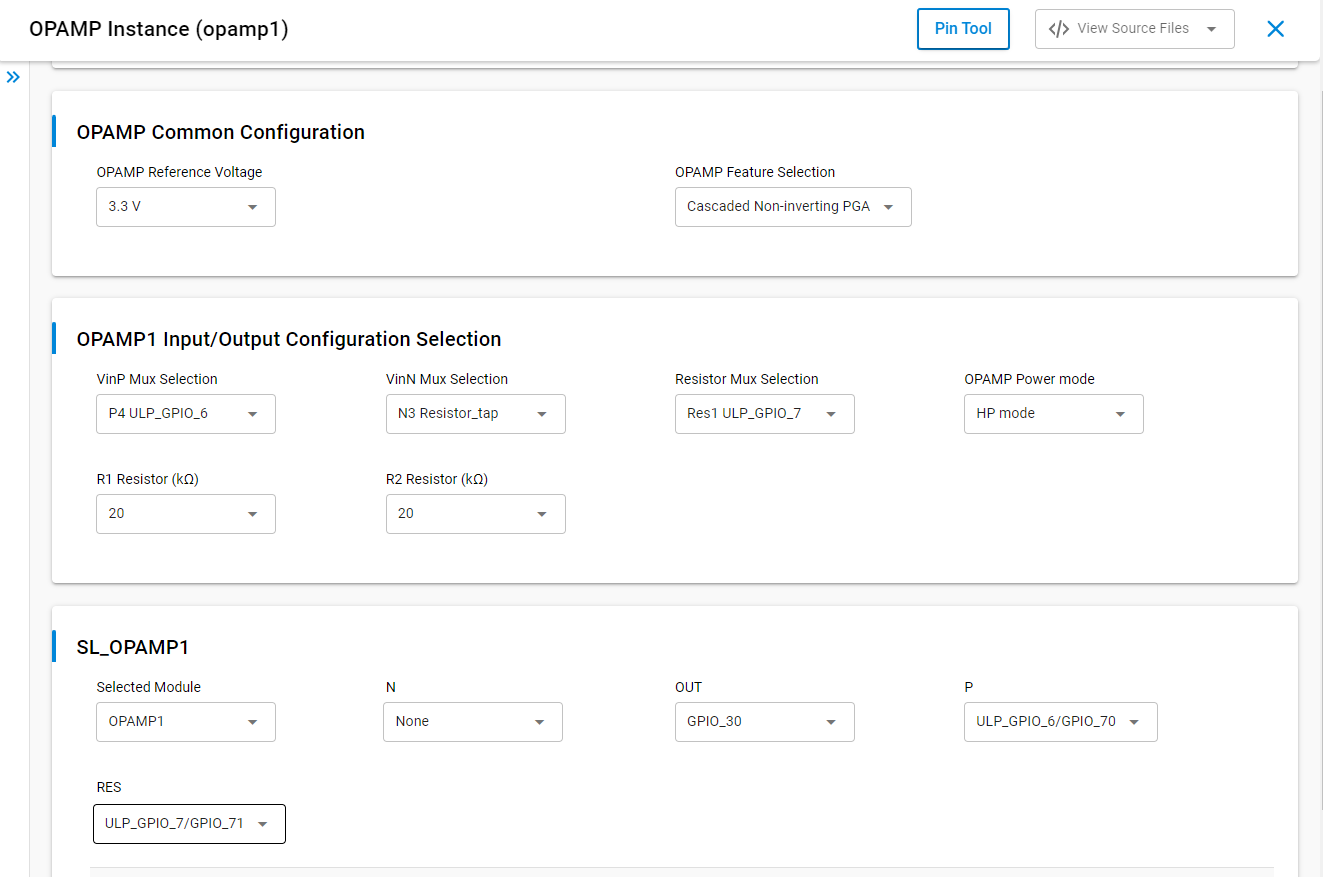 OPAMP Instance (opamp1)
Pin Tool
</> View Source Files
OPAMP Common Configuration
OPAMP Reference Voltage
OPAMP Feature Selection
3.3 V
Cascaded Non-inverting PGA
OPAMP1 Input/Output Configuration Selection
VinP Mux Selection
VinN Mux Selection
Resistor Mux Selection
OPAMP Power mode
P4 ULP_GPIO_6
N3 Resistor_tap
Res1 ULP_GPIO_7
HP mode
R1 Resistor (kΩ)
R2 Resistor (kΩ)
20
20
SL_OPAMP1
Selected Module
N
OUT
P
OPAMP1
None
GPIO_30
ULP_GPIO_6/GPIO_70
RES
ULP_GPIO_7/GPIO_71